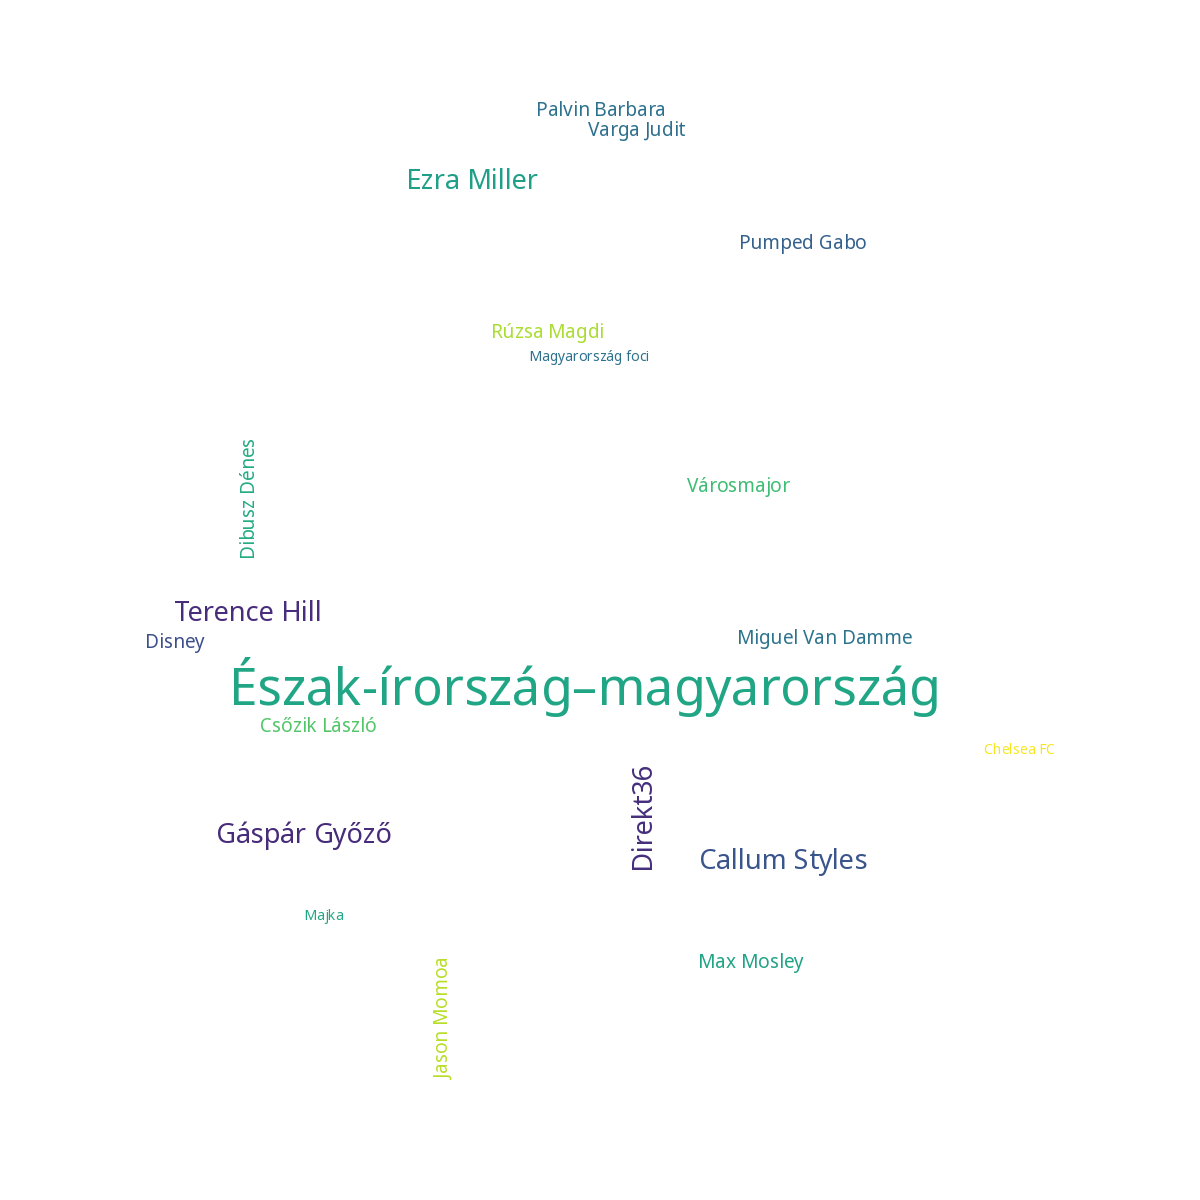 Palvin Barbara
Varga Judit
Ezra Miller
Pumped Gabo
Rúzsa Magdi
Magyarország foci
Dibusz Dénes
Városmajor
Terence Hill
Disney
Miguel Van Damme
Észak-írország–magyarország
Csőzik László
Chelsea FC
Direkt36
Gáspár Győző
Callum Styles
Majka
Max Mosley
Jason Momoa